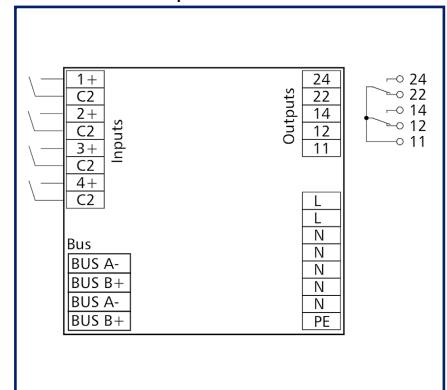 1+
C2
2+
C2
3+
C2
4+
C2
Inputs
Bus
BUS A-
BUS B+
BUS A-
BUS B+
24
22
14
12
11
Outputs
L
L
N
N
N
N
N
PE
24
22
14
12
11